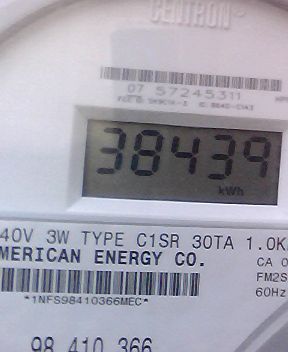 CENTRON
07 57245311
38439
kWh
40V 3W TYPE C1SR 30TA 1.0K
MERICAN ENERGY CO.
CA 0
FM2S
60Hz
*1NFS98410366MEC*
98 410 366